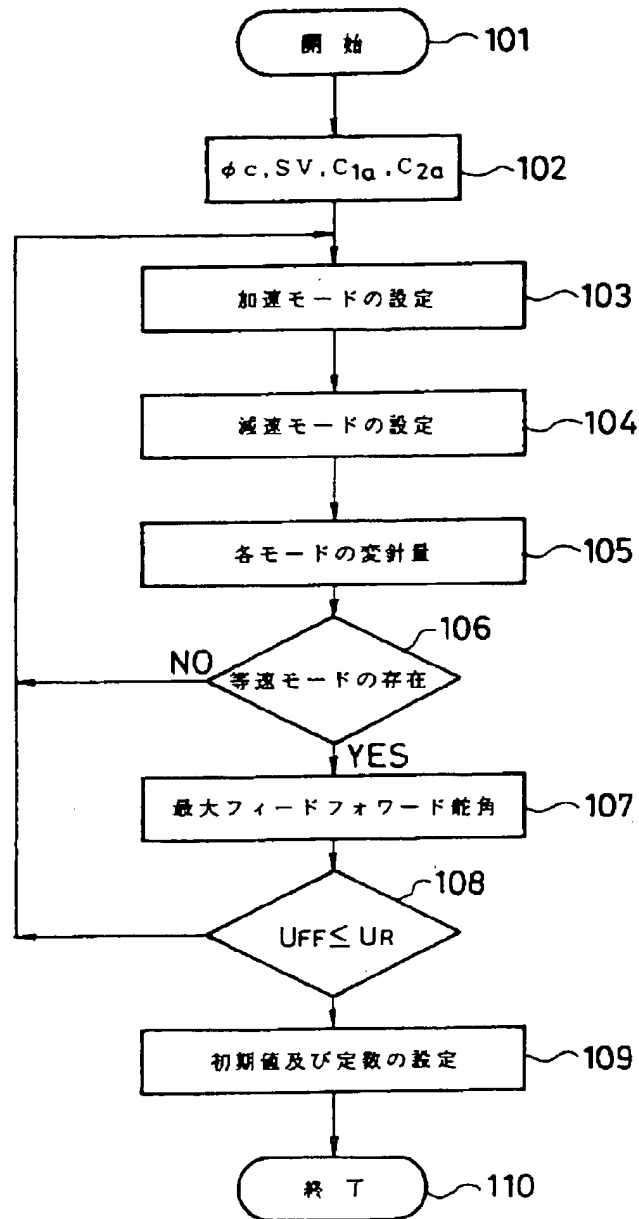 開始
101
φc, SV, C1a, C2a
102
加速モードの設定
103
減速モードの設定
104
各モードの変針量
105
106
NO
等速モードの存在
YES
最大フィードフォワード舵角
107
108
UFF≦UR
初期値及び定数の設定
109
終了
110